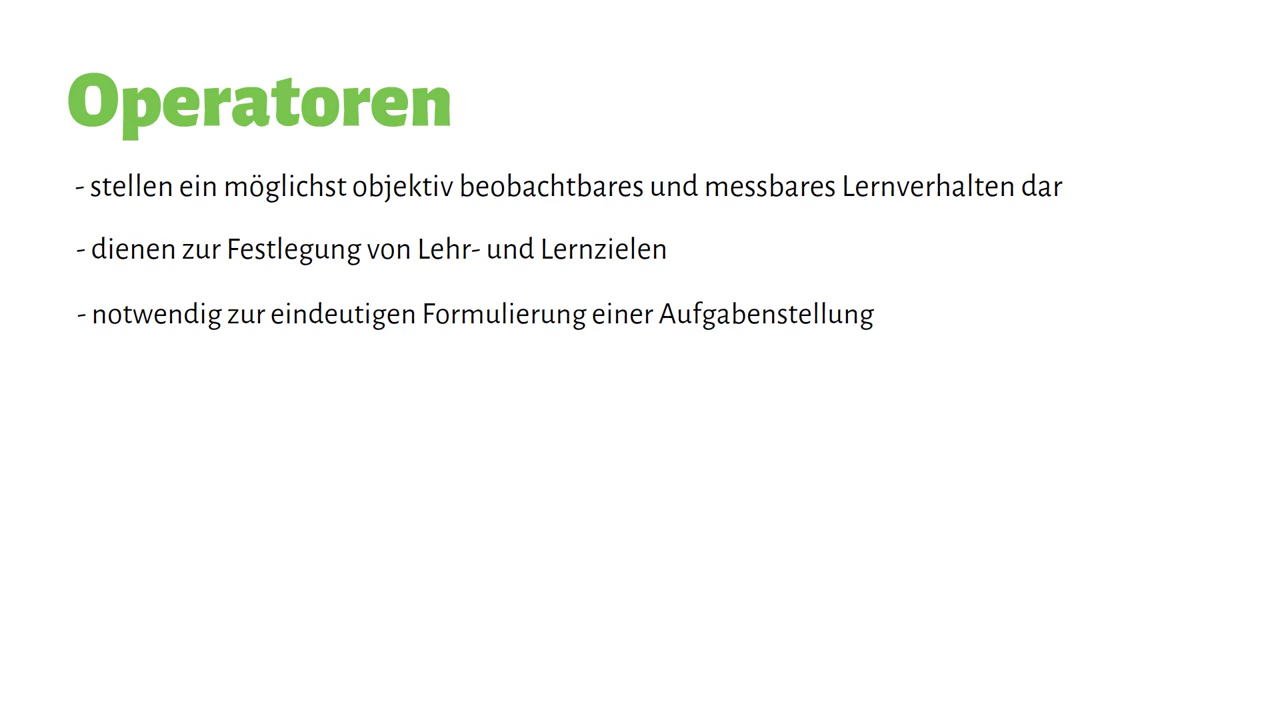 Operatoren
- stellen ein möglichst objektiv beobachtbares und messbares Lernverhalten dar
- dienen zur Festlegung von Lehr- und Lernzielen
- notwendig zur eindeutigen Formulierung einer Aufgabenstellung